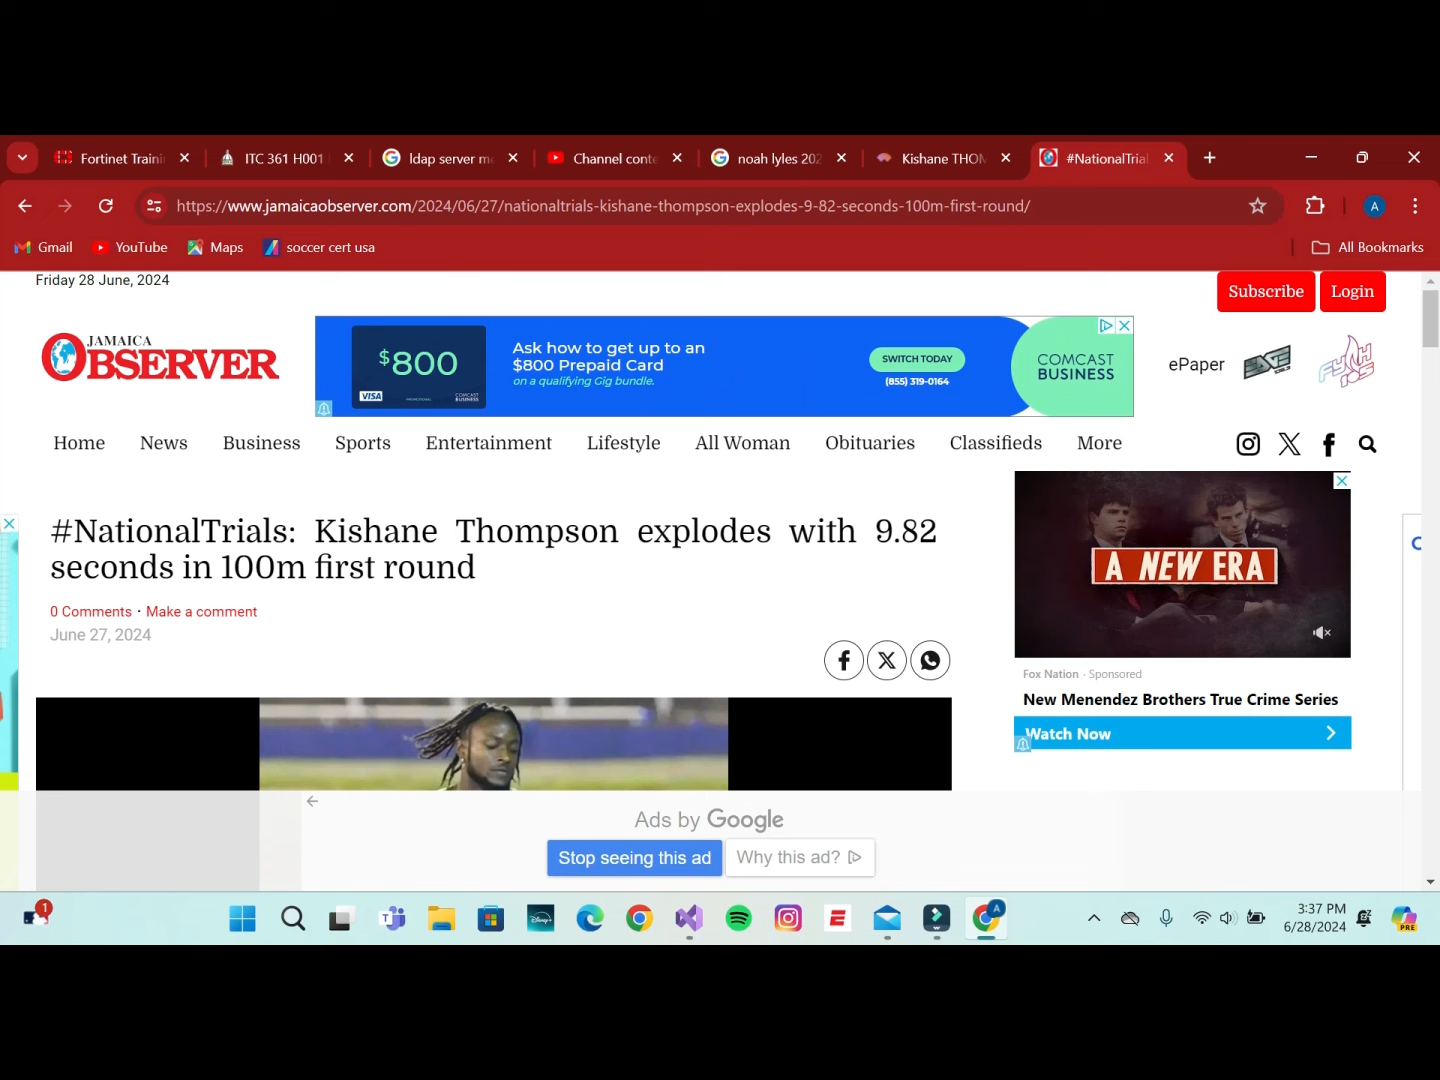 Fortinet Traini
ITC 361 H001
ldap server me
Channel conte
noah lyles 202
Kishane THOM
#NationalTrial
https://www.jamaicaobserver.com/2024/06/27/nationaltrials-kishane-thompson-explodes-9-82-seconds-100m-first-round/
A
Gmail
YouTube
Maps
soccer cert usa
All Bookmarks
Friday 28 June, 2024
Subscribe
Login
JAMAICA
OBSERVER
$800
VISA
COMCAST
BUSINESS
Ask how to get up to an
$800 Prepaid Card
on a qualifying Gig bundle.
SWITCH TODAY
(855) 319-0164
COMCAST
BUSINESS
ePaper
Home News Business Sports Entertainment Lifestyle All Woman Obituaries Classifieds More
#NationalTrials: Kishane Thompson explodes with 9.82
seconds in 100m first round
0 Comments · Make a comment
June 27, 2024
A NEW ERA
Fox Nation · Sponsored
New Menendez Brothers True Crime Series
Watch Now
Ads by Google
Stop seeing this ad
Why this ad?
1
3:37 PM
6/28/2024
PRE